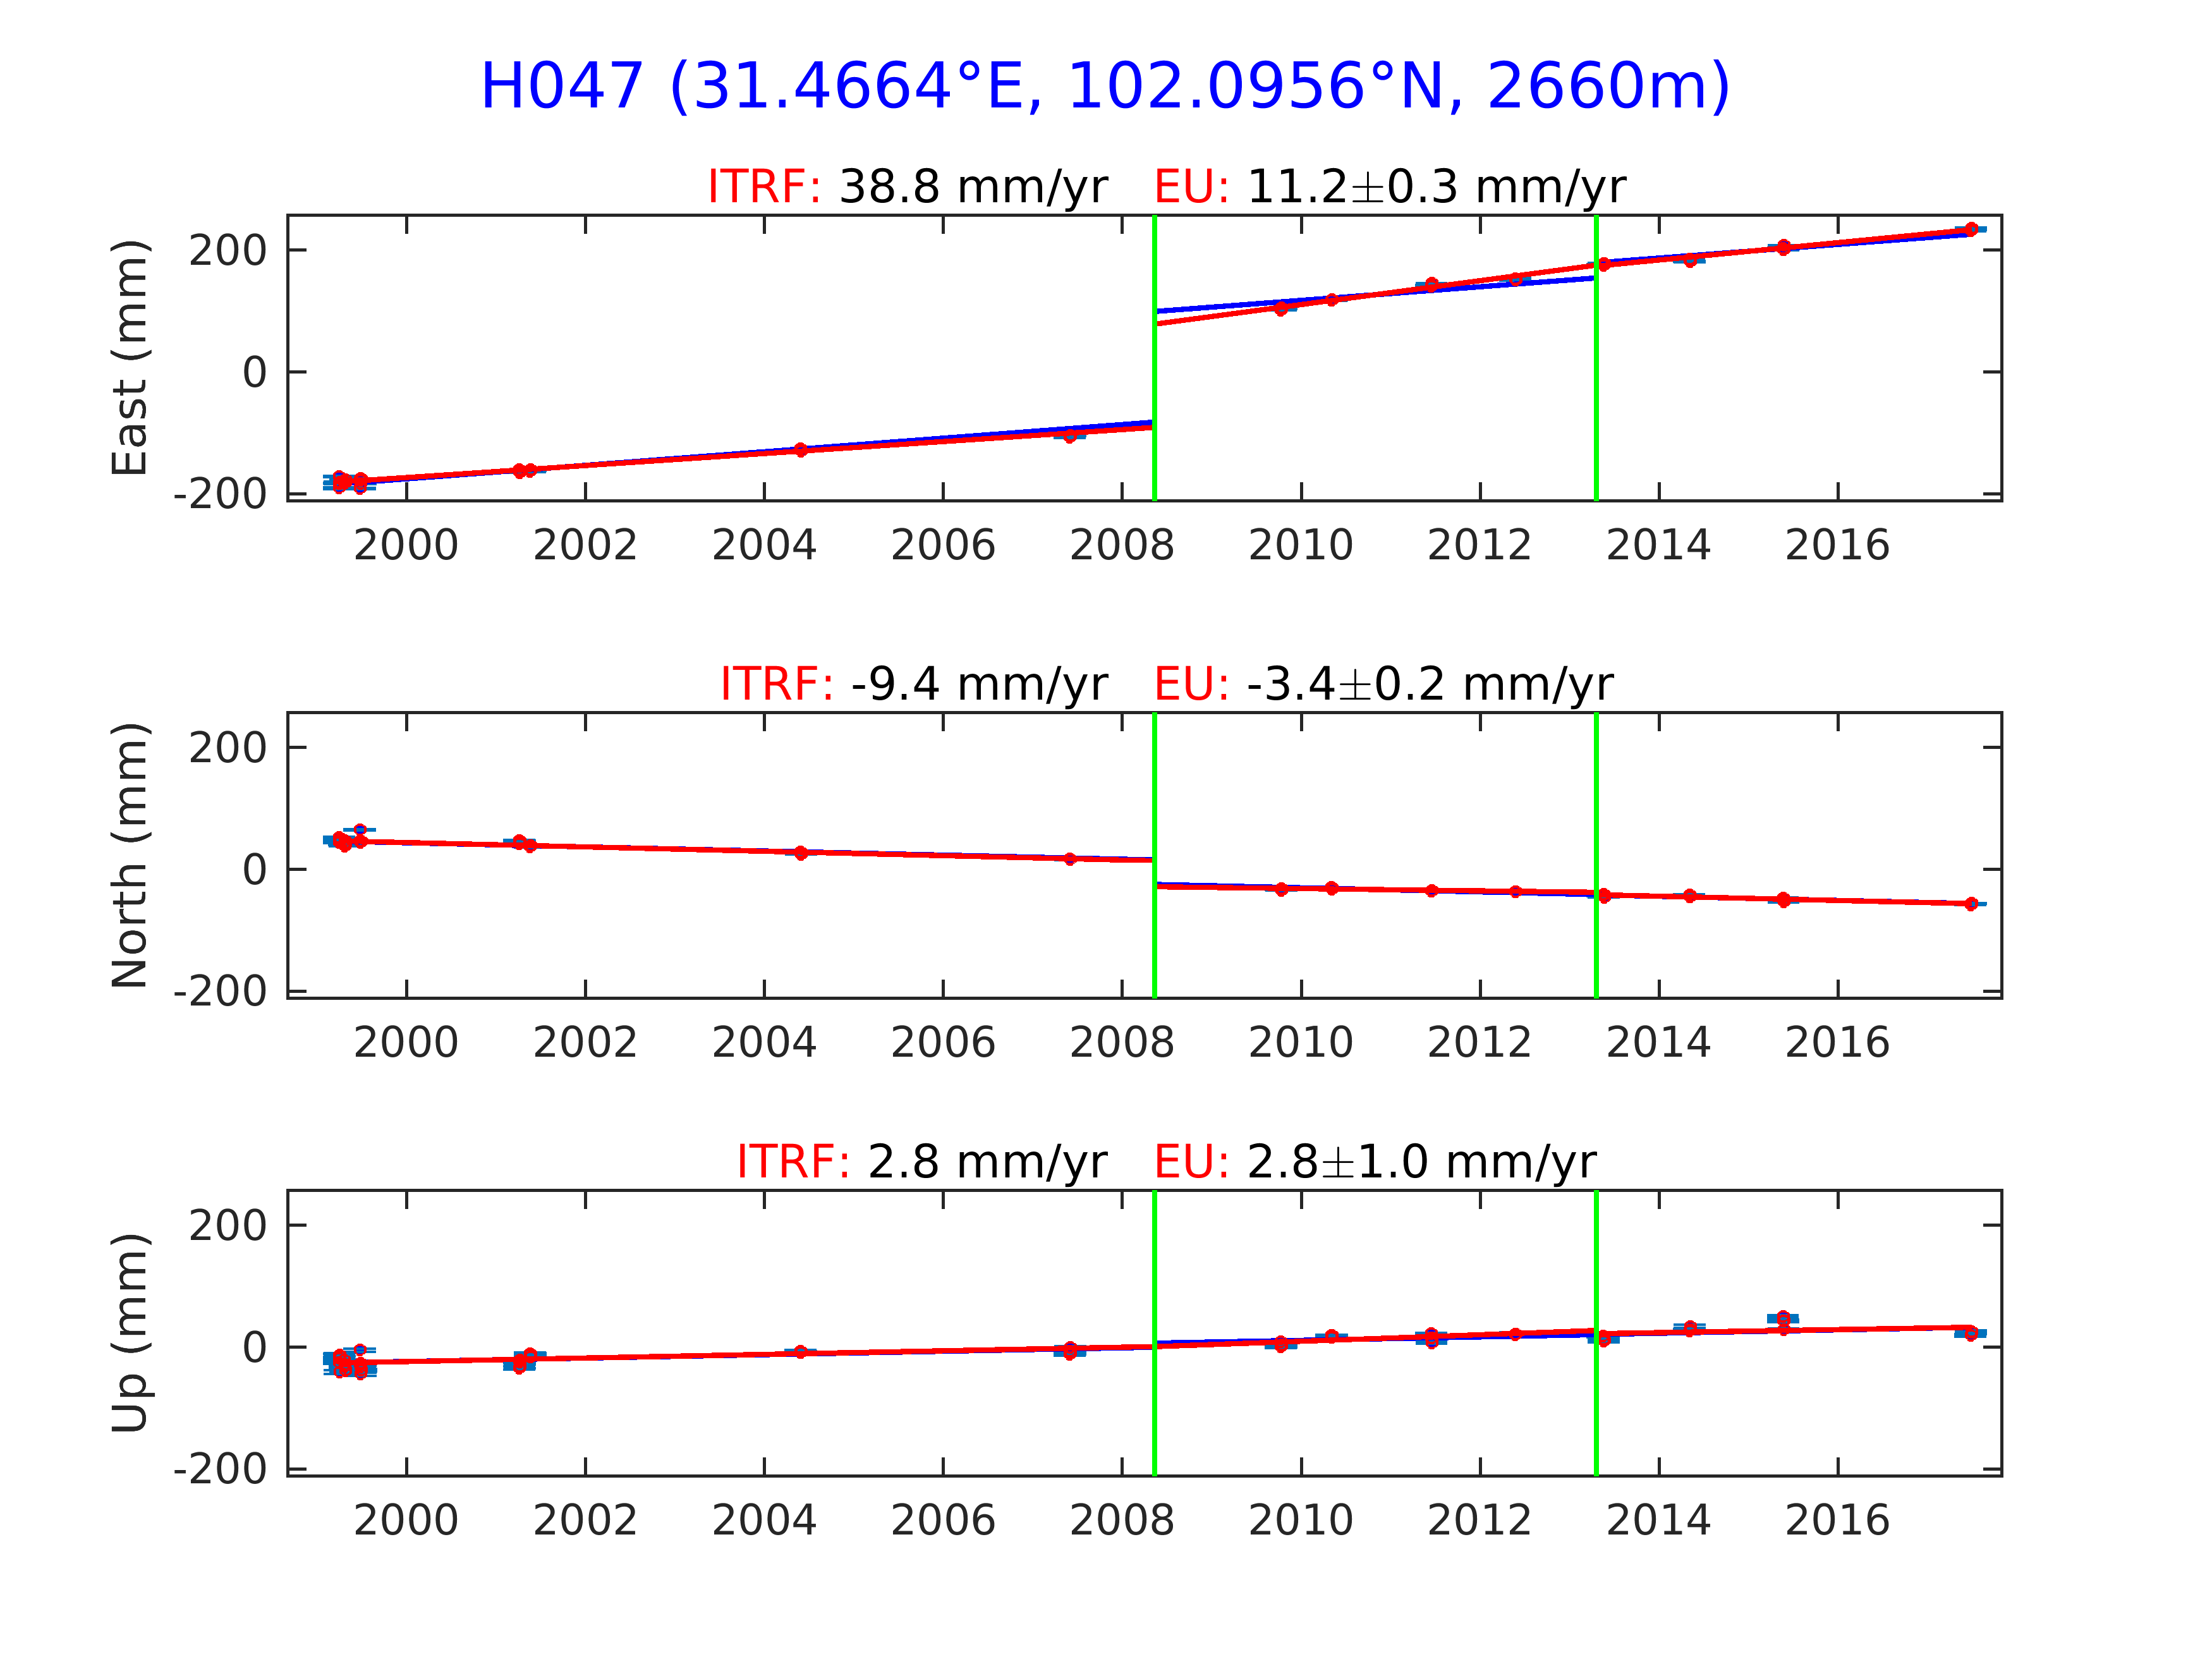 H047 (31.4664°E, 102.0956°N, 2660m)
ITRF: 38.8 mm/yr EU: 11.2±0.3 mm/yr
East (mm)
200
0
-200
2000 2002 2004 2006 2008 2010 2012 2014 2016
ITRF: -9.4 mm/yr EU: -3.4±0.2 mm/yr
North (mm)
200
0
-200
2000 2002 2004 2006 2008 2010 2012 2014 2016
ITRF: 2.8 mm/yr EU: 2.8±1.0 mm/yr
Up (mm)
200
0
-200
2000 2002 2004 2006 2008 2010 2012 2014 2016